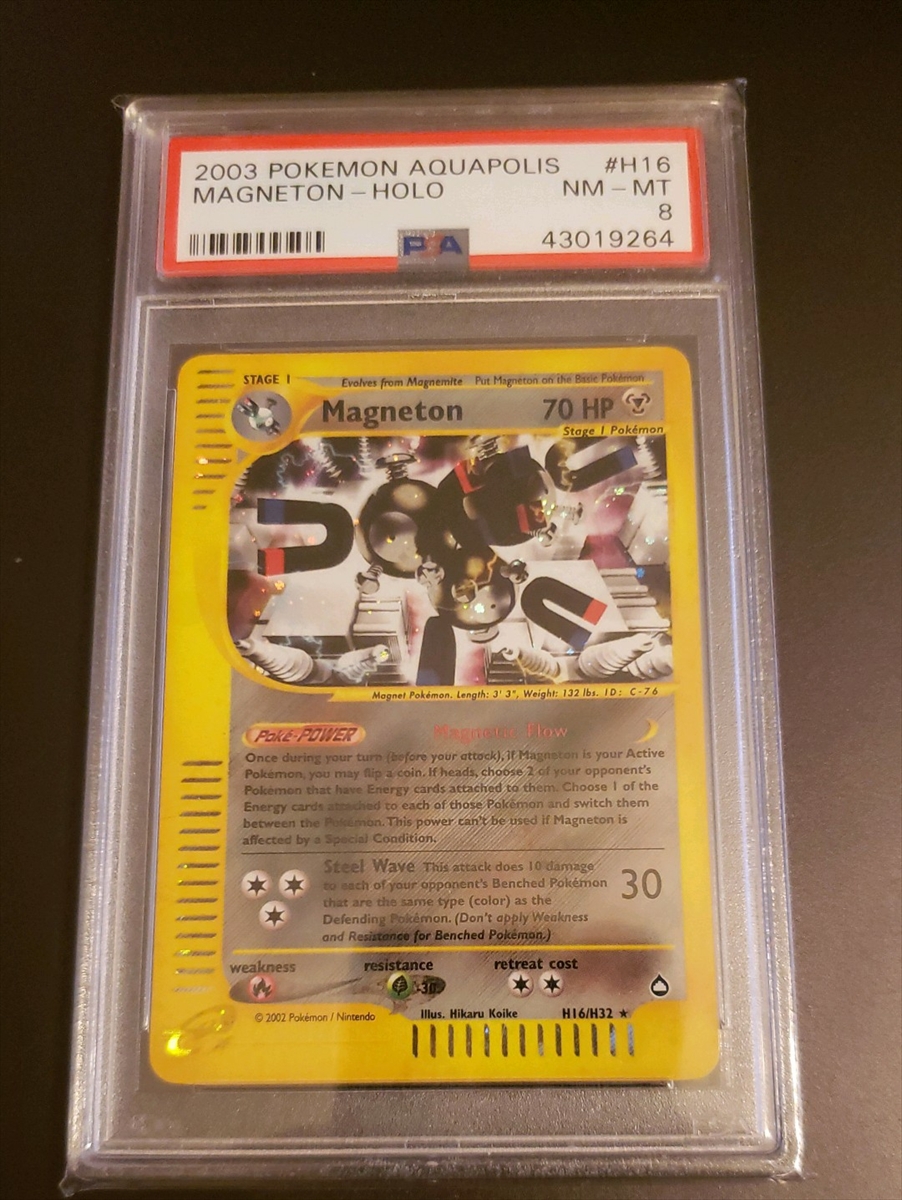 2003 POKEMON AQUAPOLIS #H16
MAGNETON - HOLO NM - MT
8
PSA 43019264
STAGE 1 Evolves from Magnemite Put Magneton on the Basic Pokémon
Magneton 70 HP
Stage 1 Pokémon
Magnet Pokémon. Length: 3' 3", Weight: 132 lbs. ID: C-76
Poké-POWER Magnetic Flow
Once during your turn (before your attack), if Magneton is your Active
Pokémon, you may flip a coin. If heads, choose 2 of your opponent's
Pokémon that have Energy cards attached to them. Choose 1 of the
Energy cards attached to each of those Pokémon and switch them
between the Pokémon. This power can't be used if Magneton is
affected by a Special Condition.
Steel Wave This attack does 10 damage
to each of your opponent's Benched Pokémon 30
that are the same type (color) as the
Defending Pokémon. (Don't apply Weakness
and Resistance for Benched Pokémon.)
weakness resistance retreat cost
-30
© 2002 Pokémon / Nintendo Illus. Hikaru Koike H16/H32 ★